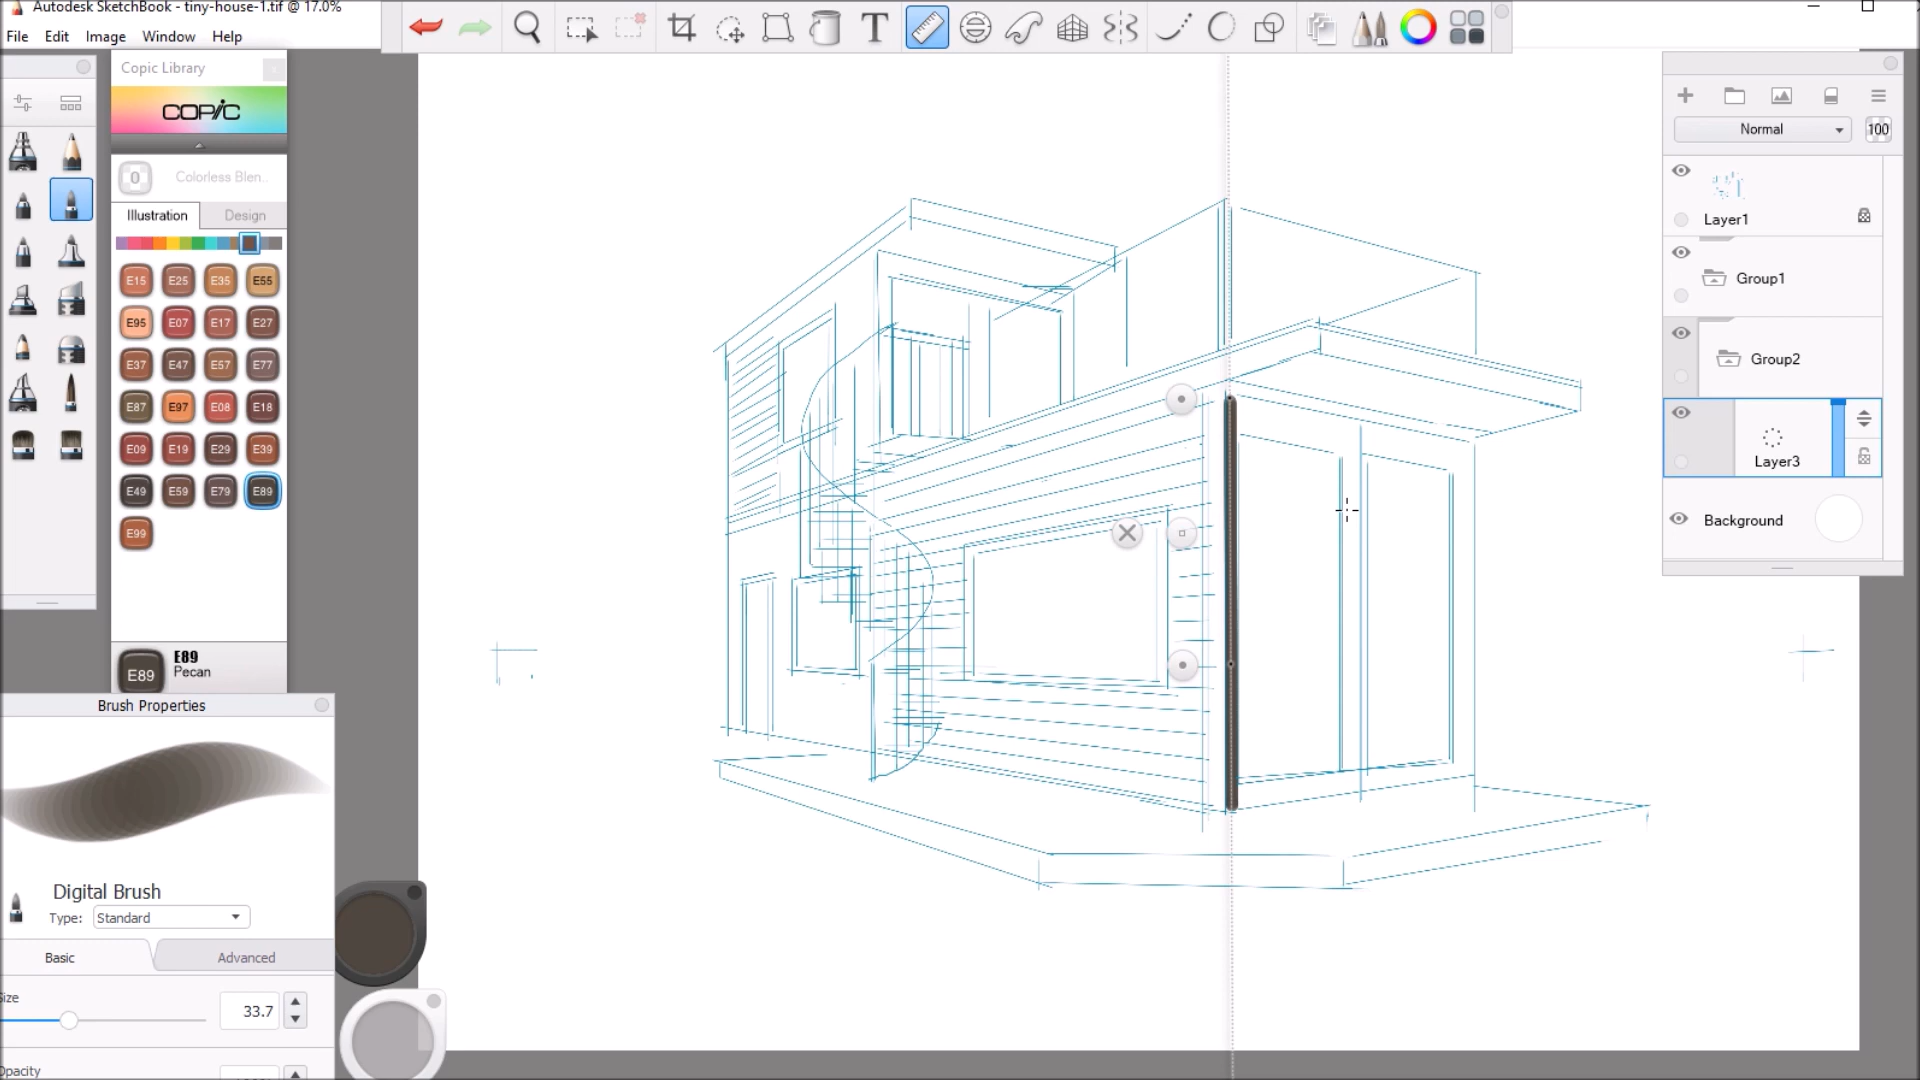 Autodesk SketchBook - tiny-house-1.tif @ 17.0%
File Edit Image Window Help
T
Copic Library
COPIC
0 Colorless Blen..
Illustration Design
E15 E25 E35 E55
E95 E07 E17 E27
E37 E47 E57 E77
E87 E97 E08 E18
E09 E19 E29 E39
E49 E59 E79 E89
E99
E89
E89
Pecan
Brush Properties
Digital Brush
Type: Standard
Basic Advanced
Size
33.7
Opacity
Normal 100
Layer1
Group1
Group2
Layer3
Background